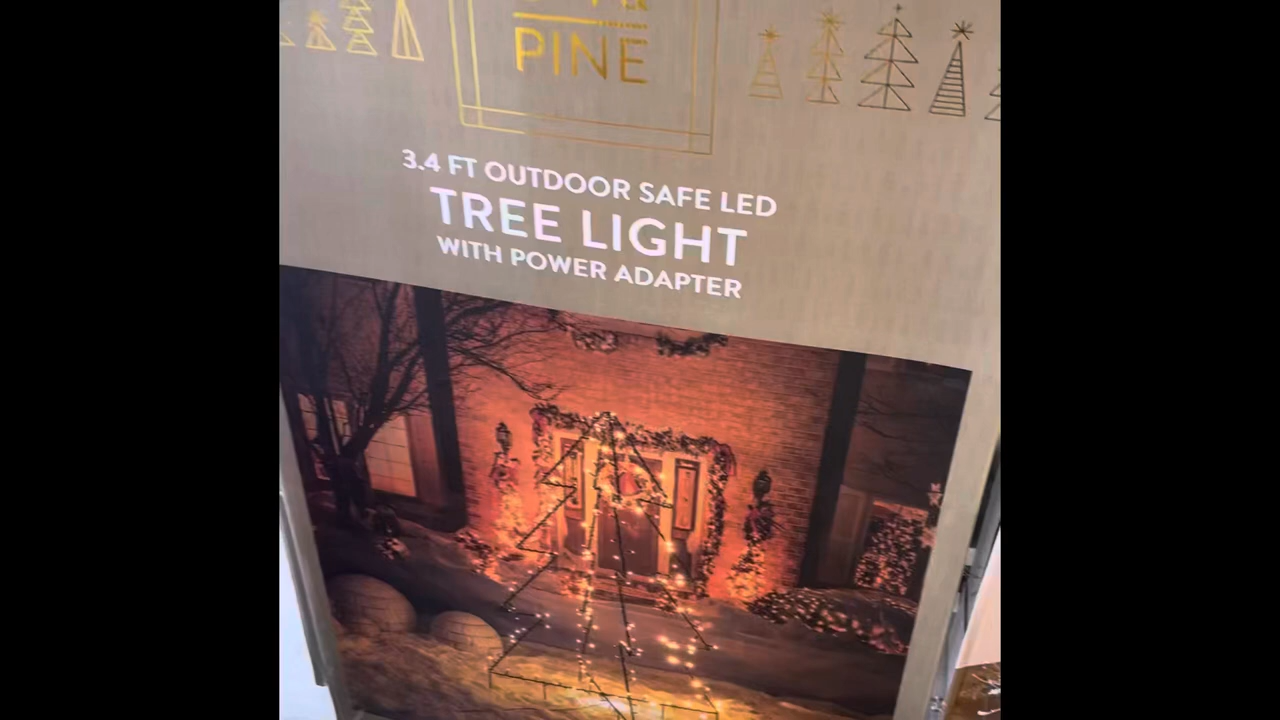 PINE
3.4 FT OUTDOOR SAFE LED
TREE LIGHT
WITH POWER ADAPTER